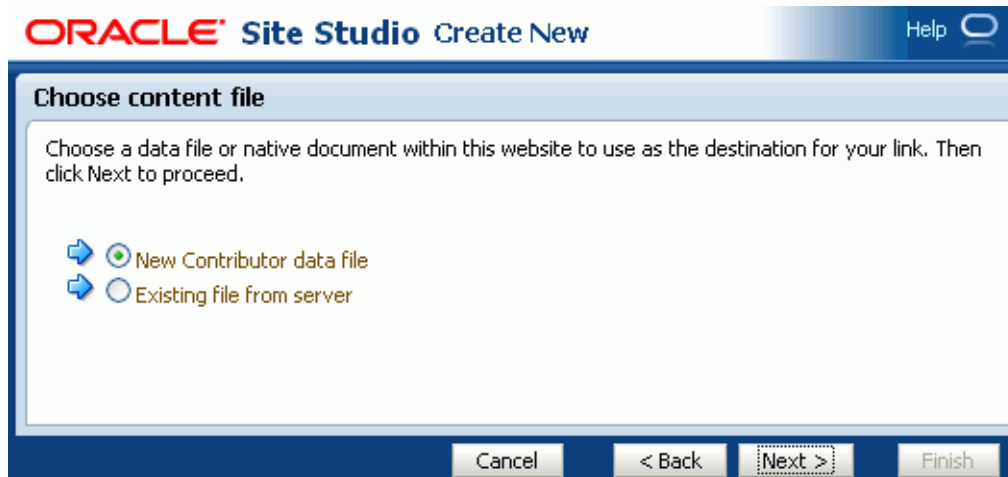 ORACLE Site Studio Create New Help
Choose content file
Choose a data file or native document within this website to use as the destination for your link. Then
click Next to proceed.
New Contributor data file
Existing file from server
Cancel < Back Next > Finish